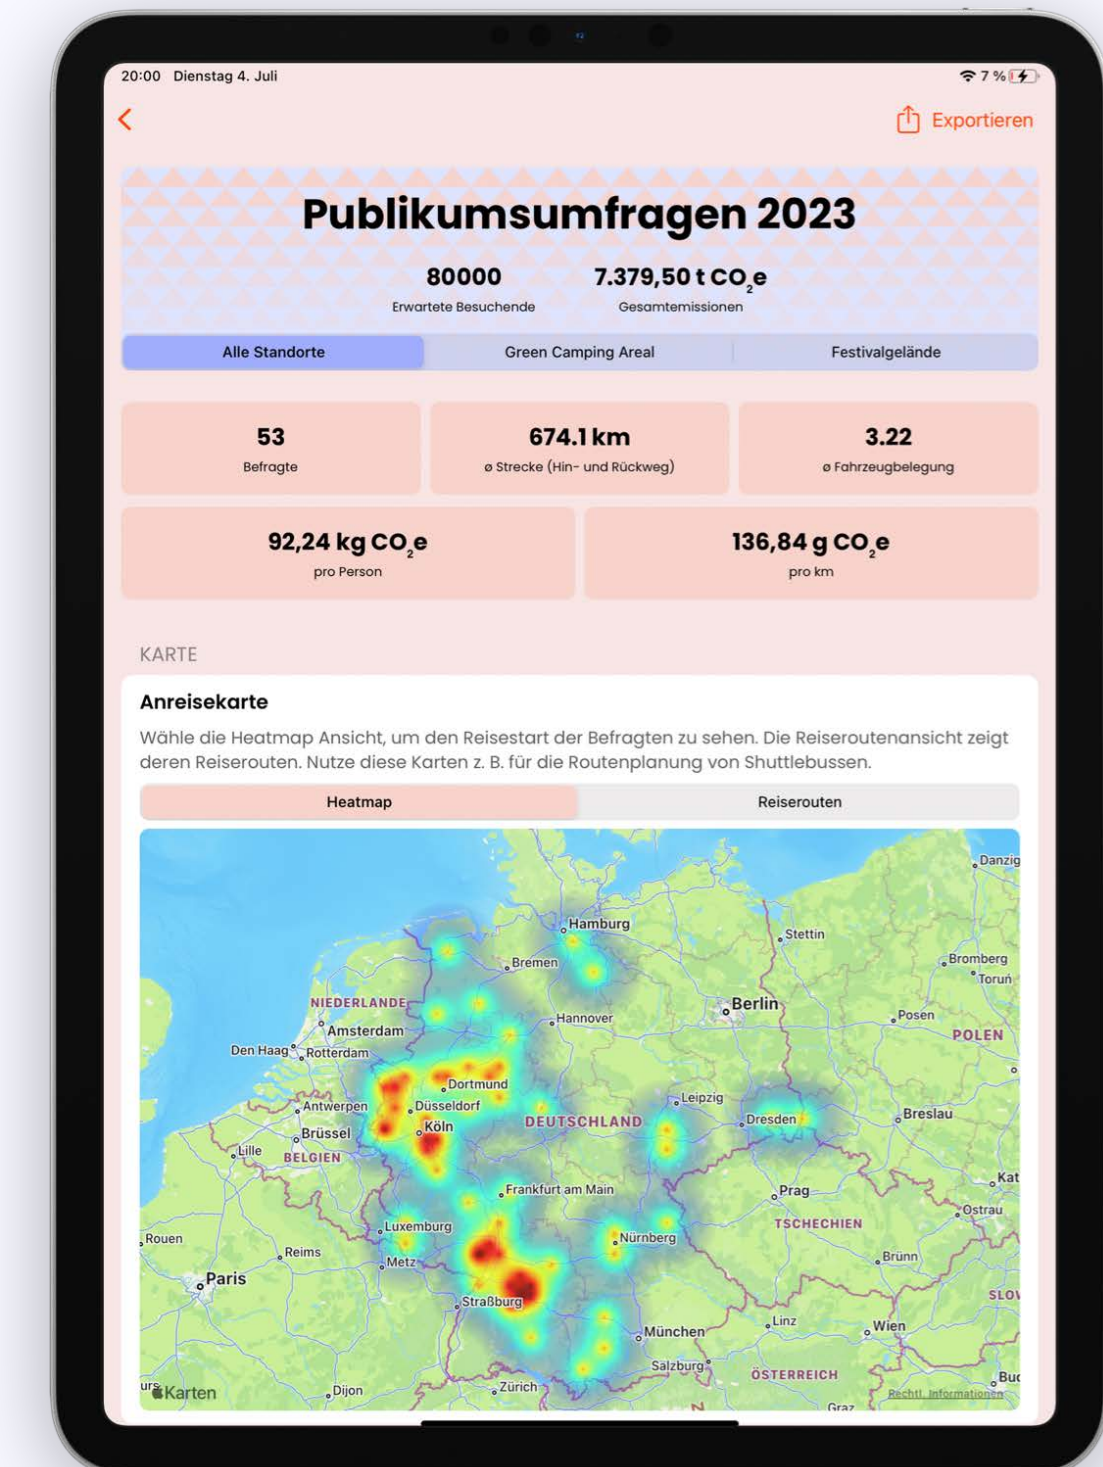 20:00 Dienstag 4. Juli
7 %
Exportieren
Publikumsumfragen 2023
80000
7.379,50 t CO₂e
Erwartete Besuchende
Gesamtemissionen
Alle Standorte
Green Camping Areal
Festivalgelände
53
Befragte
674.1 km
ø Strecke (Hin- und Rückweg)
3.22
ø Fahrzeugbelegung
92,24 kg CO₂e
pro Person
136,84 g CO₂e
pro km
KARTE
Anreisekarte
Wähle die Heatmap Ansicht, um den Reisestart der Befragten zu sehen. Die Reiseroutenansicht zeigt
deren Reiserouten. Nutze diese Karten z. B. für die Routenplanung von Shuttlebussen.
Heatmap
Reiserouten
Danzig
Hamburg
Stettin
Bremen
Bromberg
Toruń
NIEDERLANDE
Berlin
Amsterdam
Hannover
Posen
POLEN
Den Haag
Rotterdam
Dortmund
Antwerpen
Düsseldorf
Leipzig
Breslau
Brüssel
Köln
DEUTSCHLAND
Dresden
Lille
BELGIEN
Kat
Frankfurt am Main
Prag
Ostrau
Luxemburg
TSCHECHIEN
Rouen
Nürnberg
Reims
Metz
Brünn
Paris
SLOV
Straßburg
Linz
Wien
München
Salzburg
ÖSTERREICH
urs
Karten
Dijon
Zürich
Buc
Rechtl. Informationen
Graz